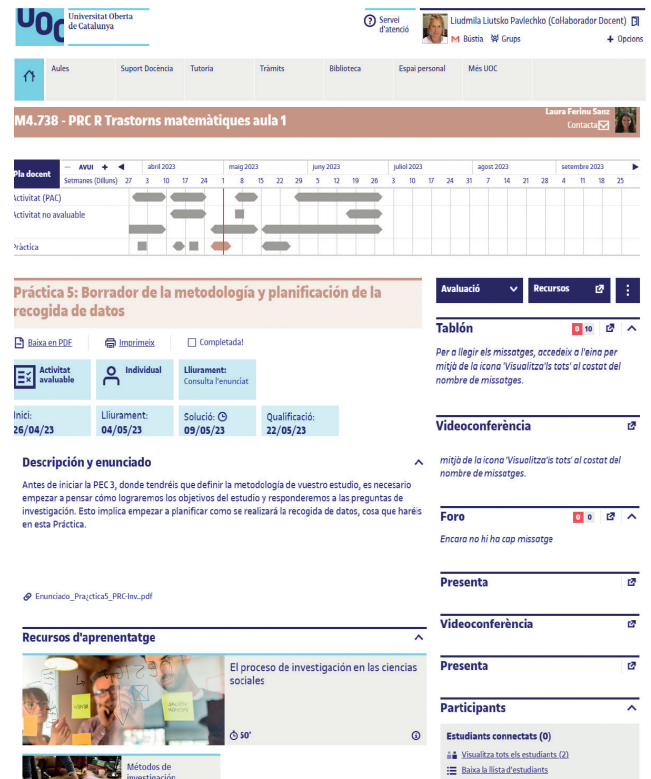 UOC
Universitat Oberta
de Catalunya
Servei
d'atenció
Liudmila Liutsko Pavlechko (Col·laborador Docent)
Bústia Grups
+ Opcions
Aules
Suport Docència
Tutoria
Tràmits
Biblioteca
Espai personal
Més UOC
M4.738 - PRC R Trastorns matemàtiques aula 1
Laura Ferinu Sanz
Contacta
Pla docent
— AVUI + ◀ abril 2023 maig 2023 juny 2023 juliol 2023 agost 2023 setembre 2023 ▶
Setmanes (Dilluns) 27 3 10 17 24 1 8 15 22 29 5 12 19 26 3 10 17 24 31 7 14 21 28 4 11 18 25
Activitat (PAC)
Activitat no avaluable
Pràctica
Práctica 5: Borrador de la metodología y planificación de la
recogida de datos
Baixa en PDF
Imprimeix
Completada!
Activitat
avaluable
Individual
Lliurament:
Consulta l'enunciat
Inici:
26/04/23
Lliurament:
04/05/23
Solució:
09/05/23
Qualificació:
22/05/23
Descripción y enunciado
Antes de iniciar la PEC 3, donde tendréis que definir la metodología de vuestro estudio, es necesario
empezar a pensar cómo lograremos los objetivos del estudio y responderemos a las preguntas de
investigación. Esto implica empezar a planificar como se realizará la recogida de datos, cosa que haréis
en esta Práctica.
Enunciado_Pra¿ctica5_PRC-Inv...pdf
Recursos d'aprenentatge
El proceso de investigación en las ciencias
sociales
50'
Métodos de
investigación
Avaluació
Recursos
Tablón
0 10
Per a llegir els missatges, accedeix a l'eina per
mitjà de la icona 'Visualitza'ls tots' al costat del
nombre de missatges.
Videoconferència
mitjà de la icona 'Visualitza'is tots' al costat del
nombre de missatges.
Foro
0 0
Encara no hi ha cap missatge
Presenta
Videoconferència
Presenta
Participants
Estudiants connectats (0)
Visualitza tots els estudiants (2)
Baixa la llista d'estudiants